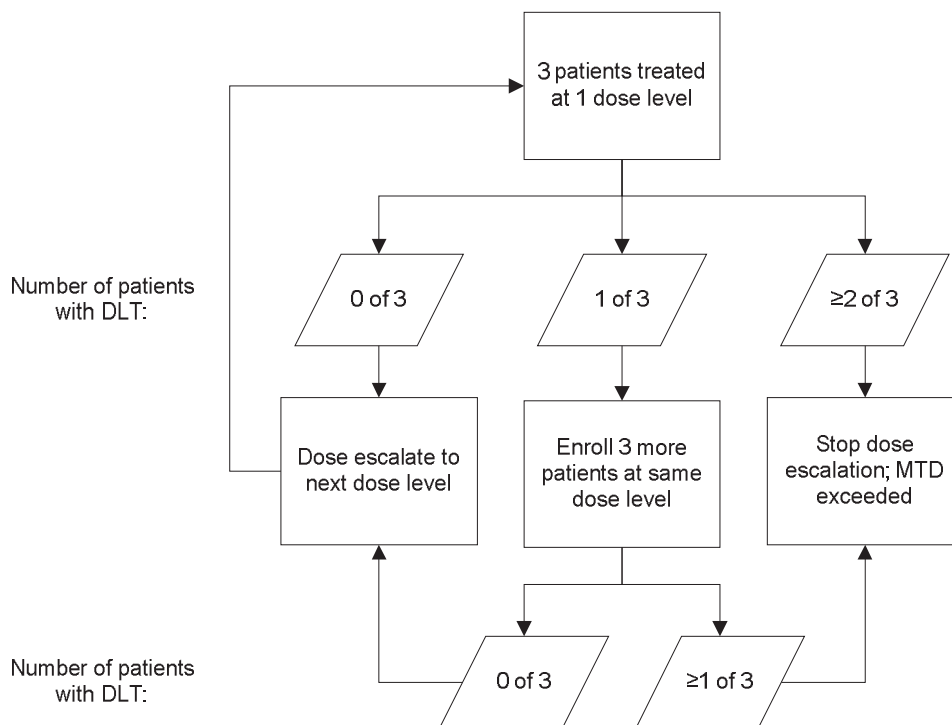 3 patients treated
at 1 dose level
Number of patients
with DLT:
0 of 3
1 of 3
≥2 of 3
Dose escalate to
next dose level
Enroll 3 more
patients at same
dose level
Stop dose
escalation; MTD
exceeded
Number of patients
with DLT:
0 of 3
≥1 of 3